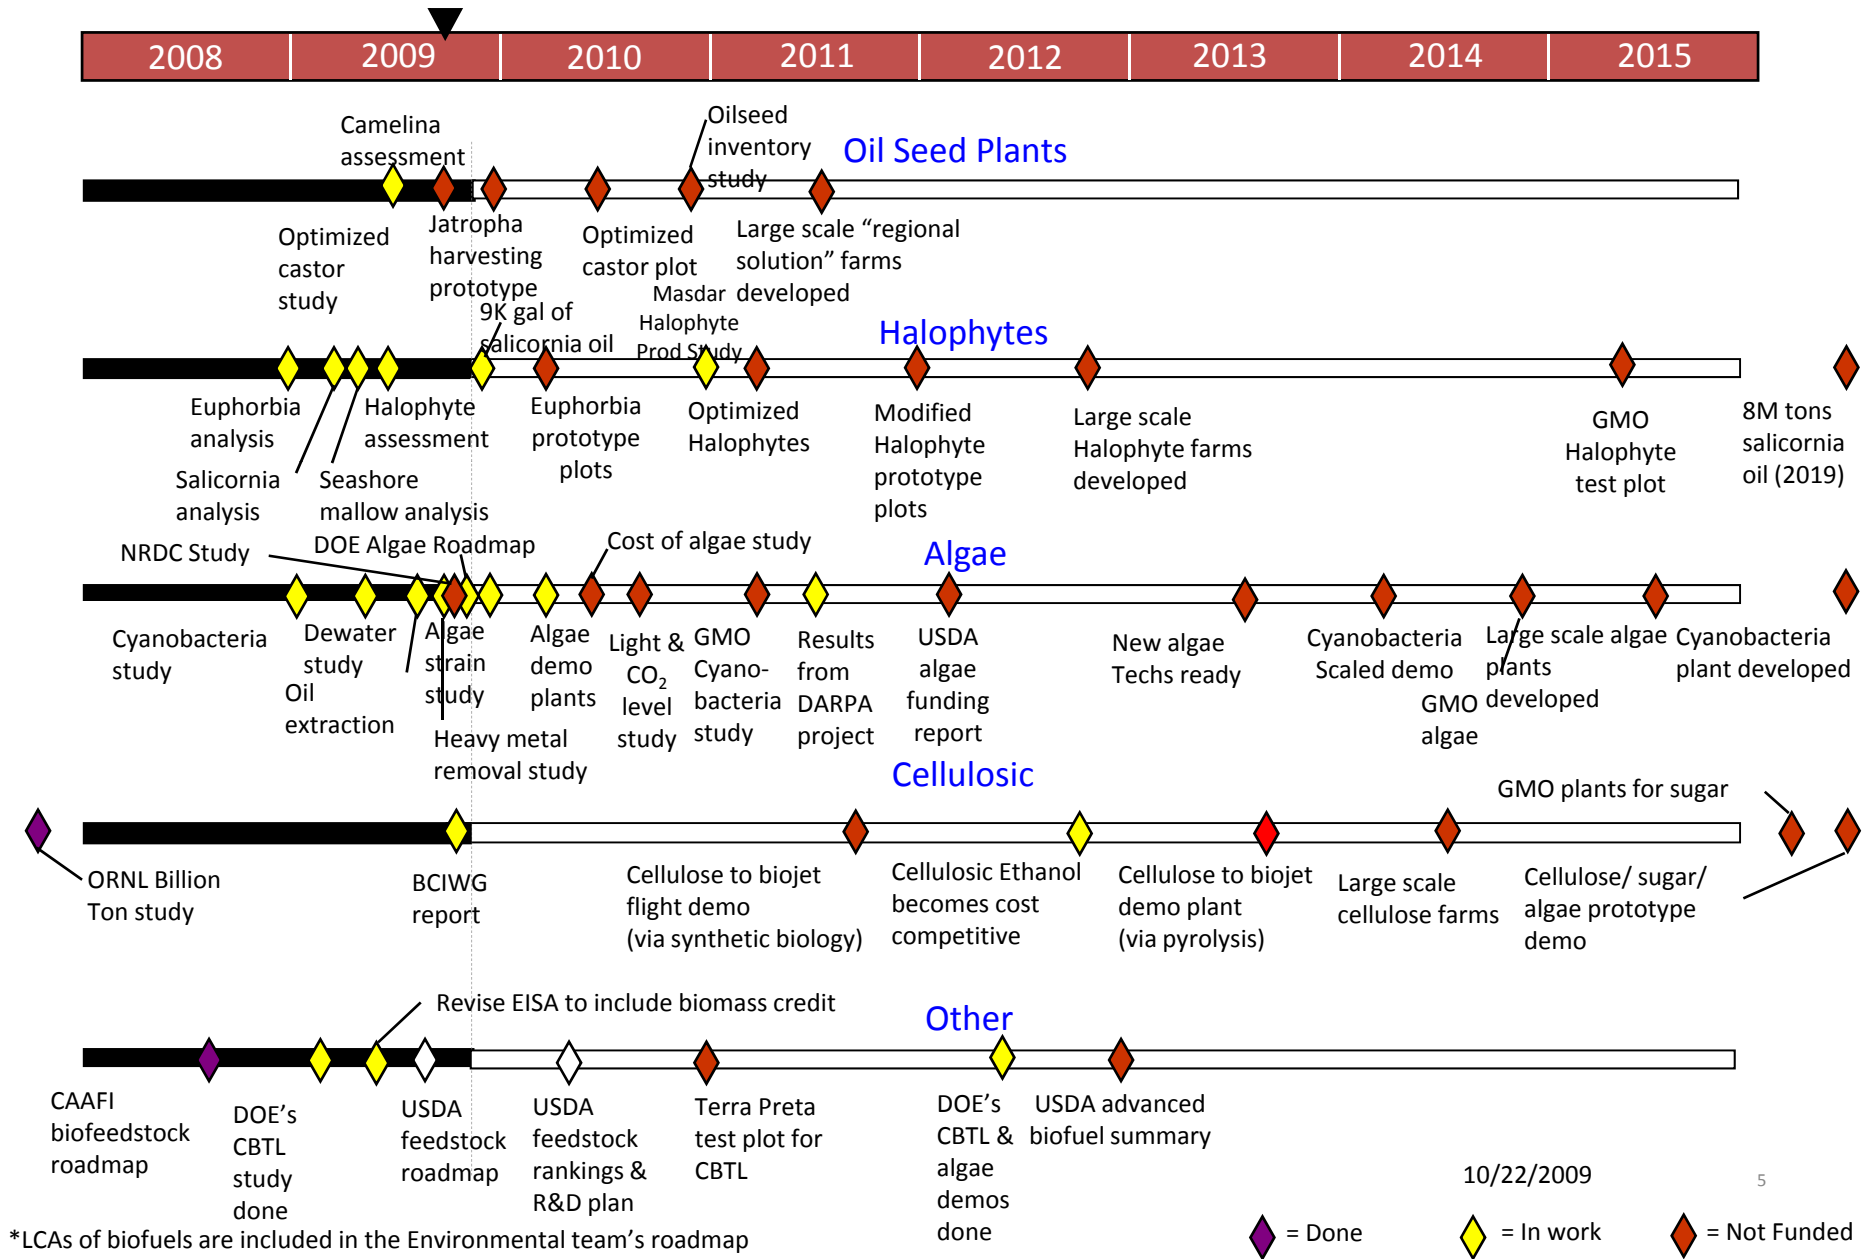 2008 2009 2010 2011 2012 2013 2014 2015
Camelina
assessment
Oilseed
inventory
study
Oil Seed Plants
Optimized
castor
study
Jatropha
harvesting
prototype
Optimized
castor plot
Large scale “regional
solution” farms
developed
9K gal of
salicornia oil
Masdar
Halophyte
Prod Study
Halophytes
Euphorbia
analysis
Halophyte
assessment
Euphorbia
prototype
plots
Optimized
Halophytes
Modified
Halophyte
prototype
plots
Large scale
Halophyte farms
developed
GMO
Halophyte
test plot
8M tons
salicornia
oil (2019)
Salicornia
analysis
Seashore
mallow analysis
NRDC Study
DOE Algae Roadmap
Cost of algae study
Algae
Cyanobacteria
study
Dewater
study
Oil
extraction
Algae
strain
study
Heavy metal
removal study
Algae
demo
plants
Light &
CO2
level
study
GMO
Cyano-
bacteria
study
Results
from
DARPA
project
USDA
algae
funding
report
New algae
Techs ready
Cyanobacteria
Scaled demo
GMO
algae
Large scale algae
plants
developed
Cyanobacteria
plant developed
Cellulosic
GMO plants for sugar
ORNL Billion
Ton study
BCIWG
report
Cellulose to biojet
flight demo
(via synthetic biology)
Cellulosic Ethanol
becomes cost
competitive
Cellulose to biojet
demo plant
(via pyrolysis)
Large scale
cellulose farms
Cellulose/ sugar/
algae prototype
demo
Revise EISA to include biomass credit
Other
CAAFI
biofeedstock
roadmap
DOE’s
CBTL
study
done
USDA
feedstock
roadmap
USDA
feedstock
rankings &
R&D plan
Terra Preta
test plot for
CBTL
DOE’s
CBTL &
algae
demos
done
USDA advanced
biofuel summary
10/22/2009
5
*LCAs of biofuels are included in the Environmental team’s roadmap
= Done
= In work
= Not Funded